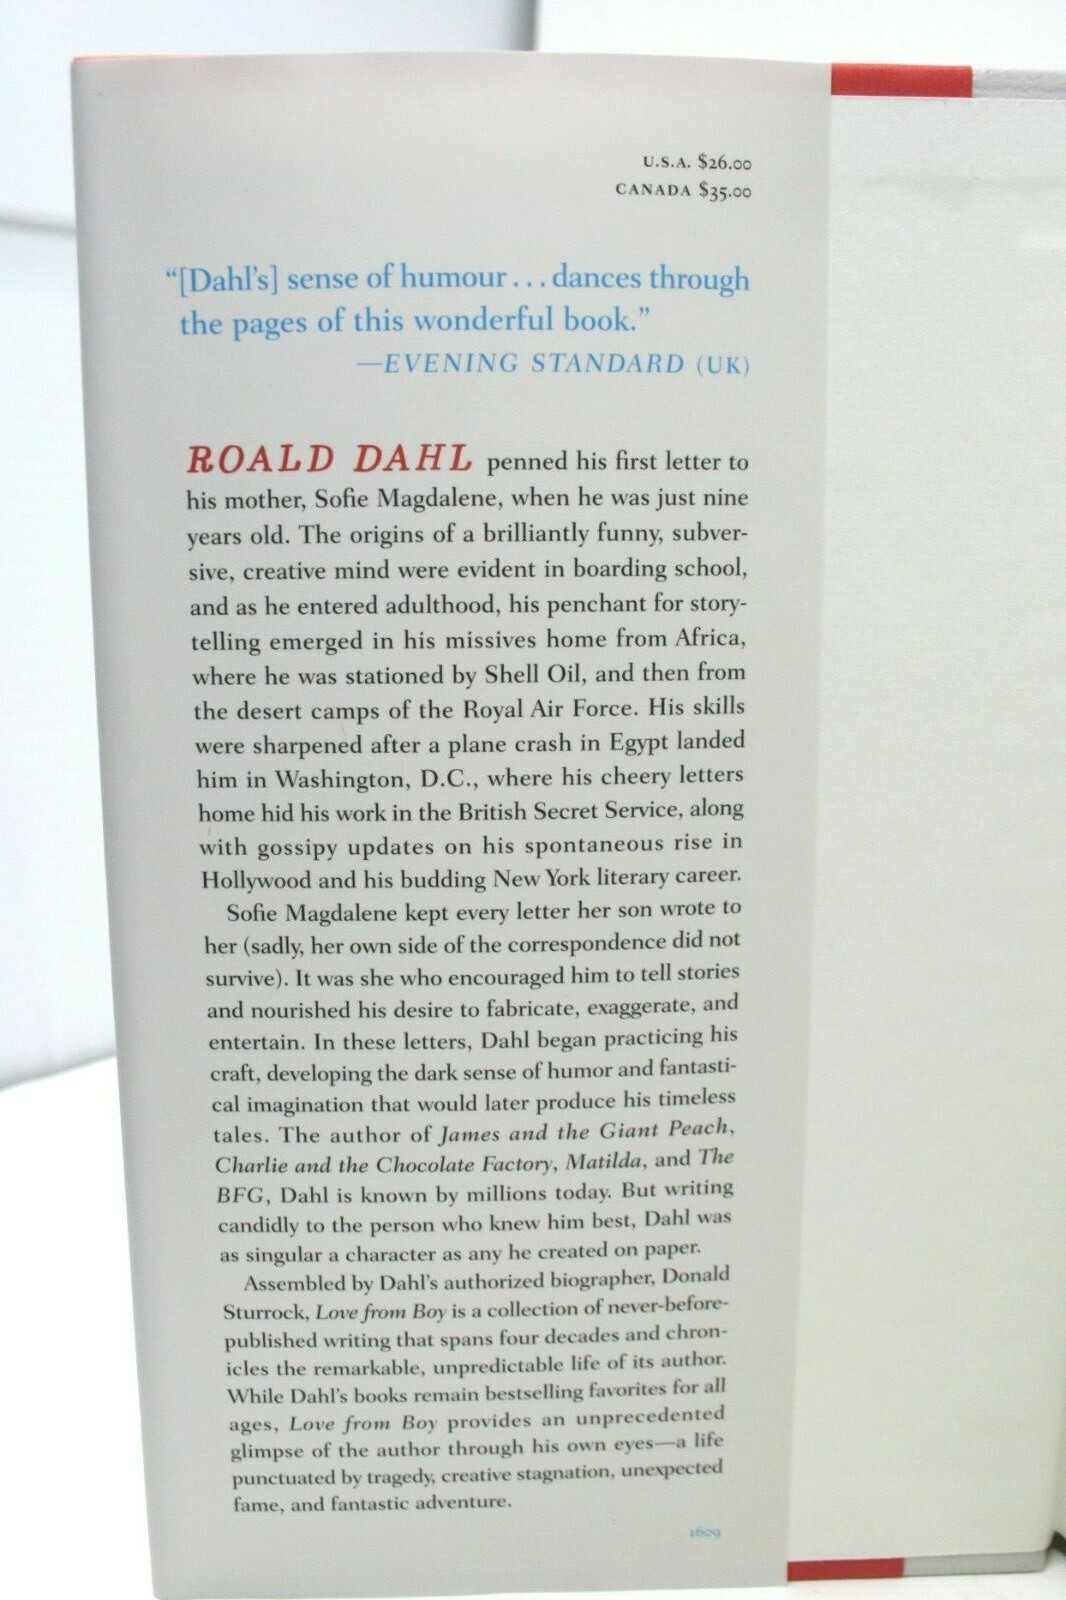 U.S.A. $26.00
CANADA $35.00
“[Dahl’s] sense of humour . . . dances through
the pages of this wonderful book.”
—EVENING STANDARD (UK)
ROALD DAHL penned his first letter to
his mother, Sofie Magdalene, when he was just nine
years old. The origins of a brilliantly funny, subver-
sive, creative mind were evident in boarding school,
and as he entered adulthood, his penchant for story-
telling emerged in his missives home from Africa,
where he was stationed by Shell Oil, and then from
the desert camps of the Royal Air Force. His skills
were sharpened after a plane crash in Egypt landed
him in Washington, D.C., where his cheery letters
home hid his work in the British Secret Service, along
with gossipy updates on his spontaneous rise in
Hollywood and his budding New York literary career.
Sofie Magdalene kept every letter her son wrote to
her (sadly, her own side of the correspondence did not
survive). It was she who encouraged him to tell stories
and nourished his desire to fabricate, exaggerate, and
entertain. In these letters, Dahl began practicing his
craft, developing the dark sense of humor and fantasti-
cal imagination that would later produce his timeless
tales. The author of James and the Giant Peach,
Charlie and the Chocolate Factory, Matilda, and The
BFG, Dahl is known by millions today. But writing
candidly to the person who knew him best, Dahl was
as singular a character as any he created on paper.
Assembled by Dahl’s authorized biographer, Donald
Sturrock, Love from Boy is a collection of never-before-
published writing that spans four decades and chron-
icles the remarkable, unpredictable life of its author.
While Dahl’s books remain bestselling favorites for all
ages, Love from Boy provides an unprecedented
glimpse of the author through his own eyes—a life
punctuated by tragedy, creative stagnation, unexpected
fame, and fantastic adventure.
1609